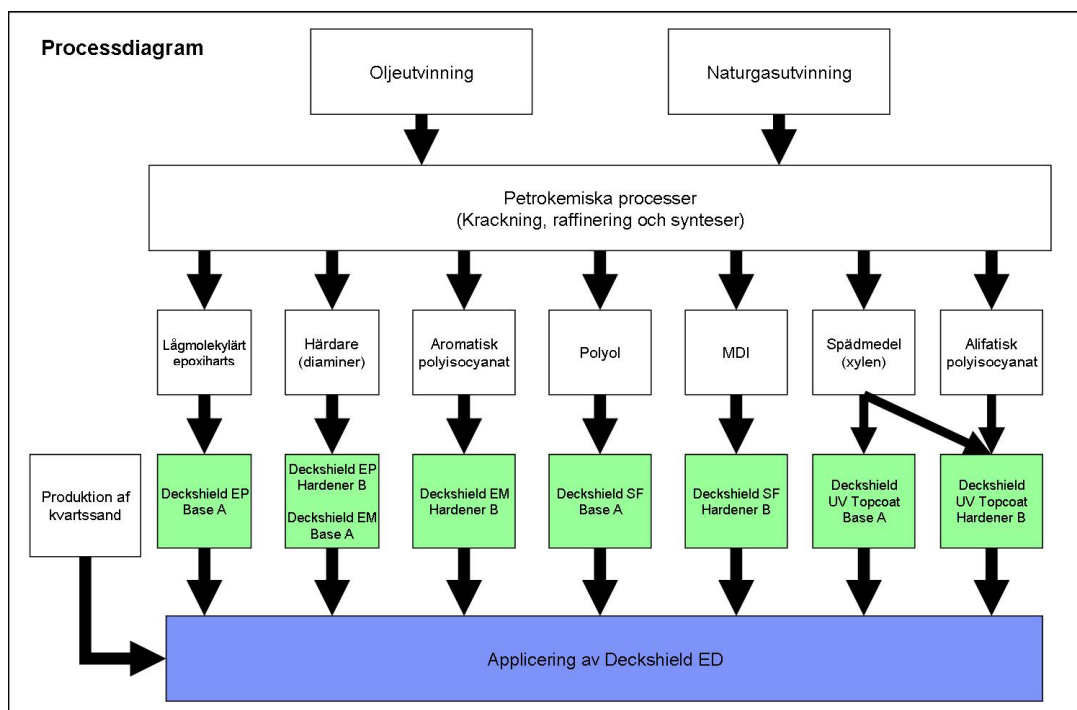 Processdiagram
Oljeutvinning
Naturgasutvinning
Petrokemiska processer
(Krackning, raffinering och synteser)
Lågmolekylärt
epoxiharts
Härdare
(diaminer)
Aromatisk
polyisocyanat
Polyol
MDI
Spädmedel
(xylen)
Alifatisk
polyisocyanat
Produktion af
kvartssand
Deckshield EP
Base A
Deckshield EP
Hardener B
Deckshield EM
Base A
Deckshield EM
Hardener B
Deckshield SF
Base A
Deckshield SF
Hardener B
Deckshield
UV Topcoat
Base A
Deckshield
UV Topcoat
Hardener B
Applicering av Deckshield ED